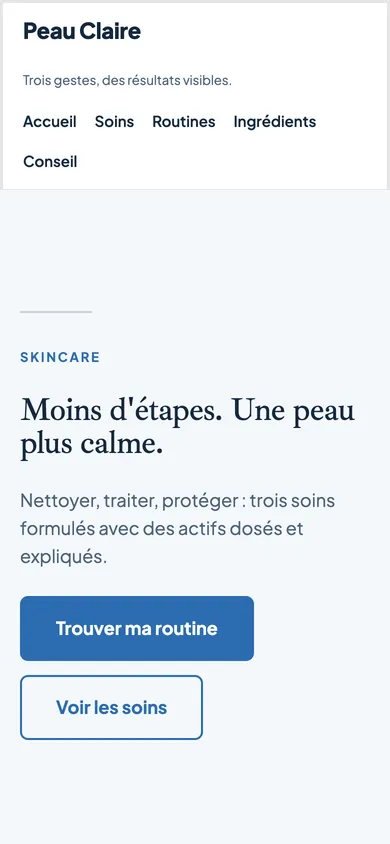 Peau Claire
Trois gestes, des résultats visibles.
Accueil Soins Routines Ingrédients
Conseil
SKINCARE
Moins d'étapes. Une peau
plus calme.
Nettoyer, traiter, protéger : trois soins
formulés avec des actifs dosés et
expliqués.
Trouver ma routine
Voir les soins